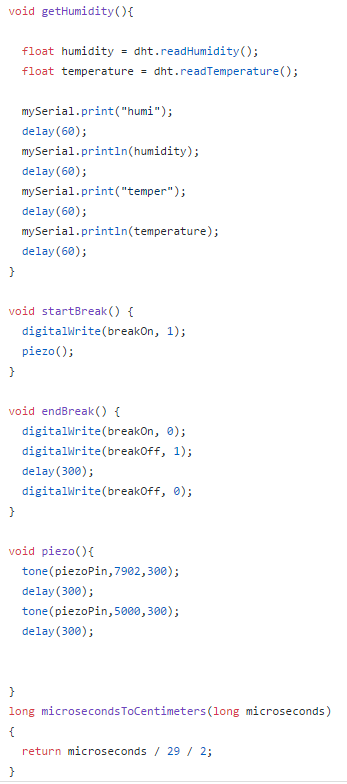 void getHumidity(){
float humidity = dht.readHumidity();
float temperature = dht.readTemperature();
mySerial.print("humi");
delay(60);
mySerial.println(humidity);
delay(60);
mySerial.print("temper");
delay(60);
mySerial.println(temperature);
delay(60);
}
void startBreak() {
digitalWrite(breakOn, 1);
piezo();
}
void endBreak() {
digitalWrite(breakOn, 0);
digitalWrite(breakOff, 1);
delay(300);
digitalWrite(breakOff, 0);
}
void piezo(){
tone(piezoPin,7902,300);
delay(300);
tone(piezoPin,5000,300);
delay(300);
}
long microsecondsToCentimeters(long microseconds)
{
return microseconds / 29 / 2;
}